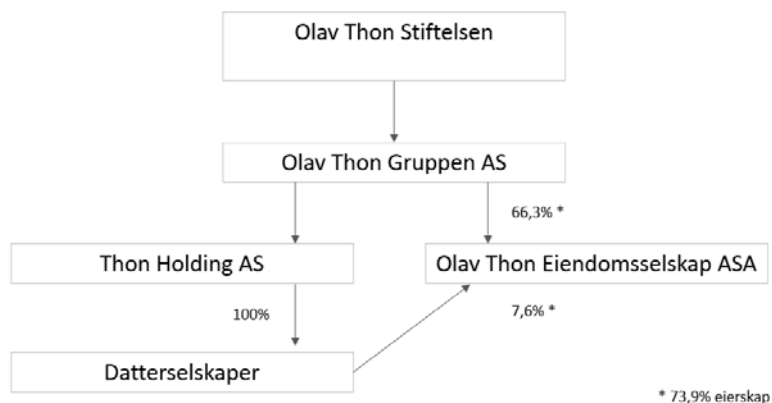 Olav Thon Stiftelsen
Olav Thon Gruppen AS
66,3% *
Thon Holding AS
Olav Thon Eiendomsselskap ASA
100%
7,6% *
Datterselskaper
* 73,9% eierskap